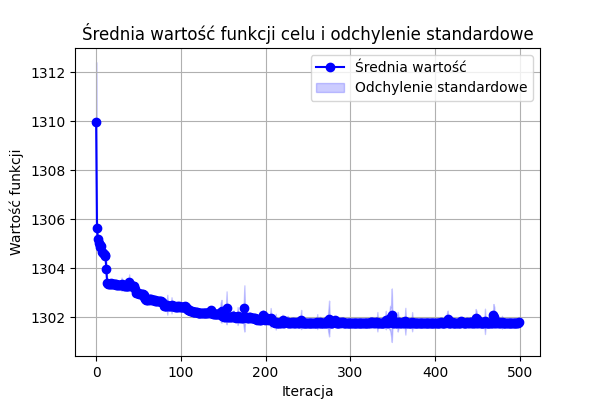 Średnia wartość funkcji celu i odchylenie standardowe
Średnia wartość
Odchylenie standardowe
Wartość funkcji
1312
1310
1308
1306
1304
1302
0 100 200 300 400 500
Iteracja